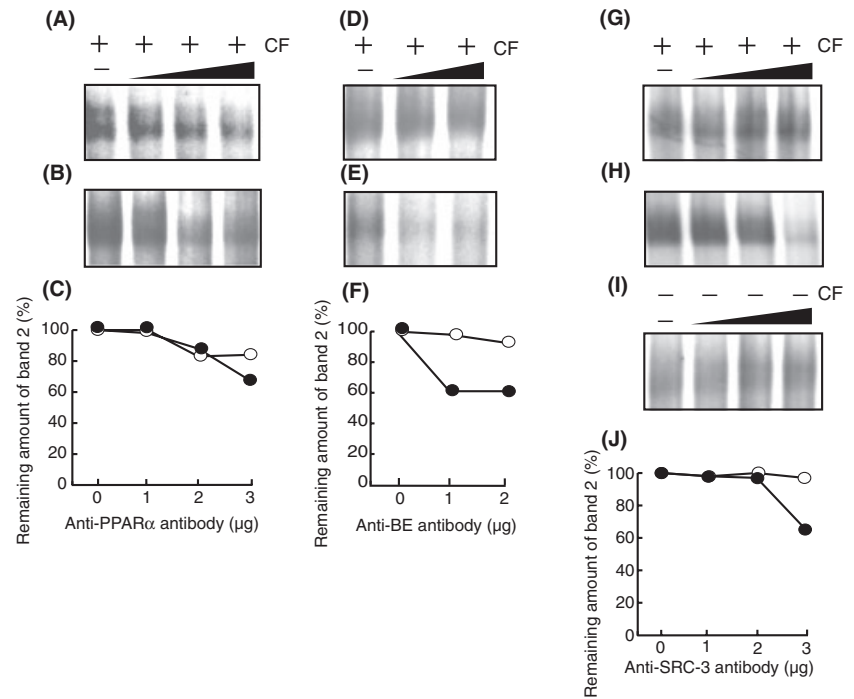 (A)
+ + + + CF
−
(B)
(C)
Remaining amount of band 2 (%)
100
80
60
40
20
0
0 1 2 3
Anti-PPARα antibody (µg)
(D)
+ + +
−
(E)
(F)
Remaining amount of band 2 (%)
100
80
60
40
20
0
0 1 2
Anti-BE antibody (µg)
(G)
+ + + + CF
−
(H)
(I)
− − − − CF
−
(J)
Remaining amount of band 2 (%)
100
80
60
40
20
0
0 1 2 3
Anti-SRC-3 antibody (µg)